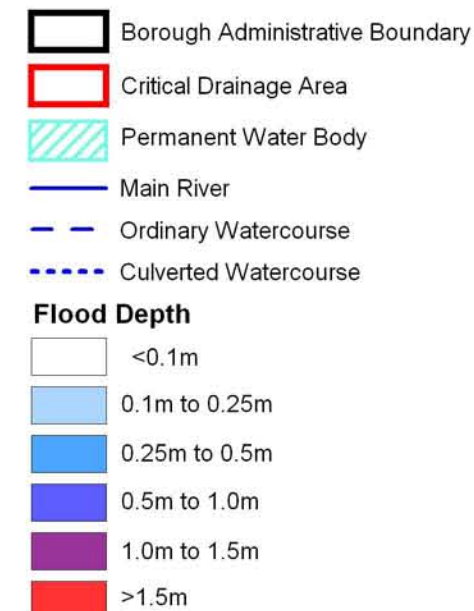 Borough Administrative Boundary
Critical Drainage Area
Permanent Water Body
Main River
Ordinary Watercourse
Culverted Watercourse
Flood Depth
<0.1m
0.1m to 0.25m
0.25m to 0.5m
0.5m to 1.0m
1.0m to 1.5m
>1.5m